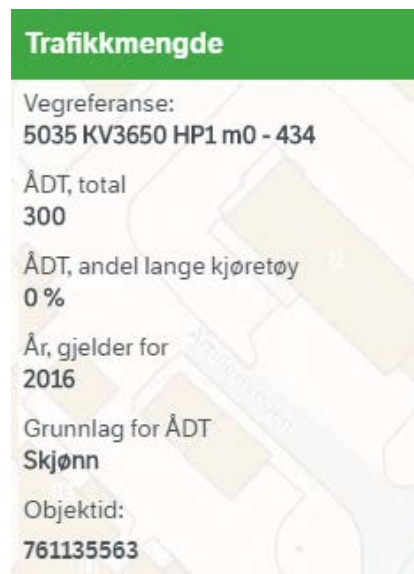 Trafikkmengde
Vegreferanse:
5035 KV3650 HP1 m0 - 434
ÅDT, total
300
ÅDT, andel lange kjøretøy
0 %
År, gjelder for
2016
Grunnlag for ÅDT
Skjønn
Objektid:
761135563